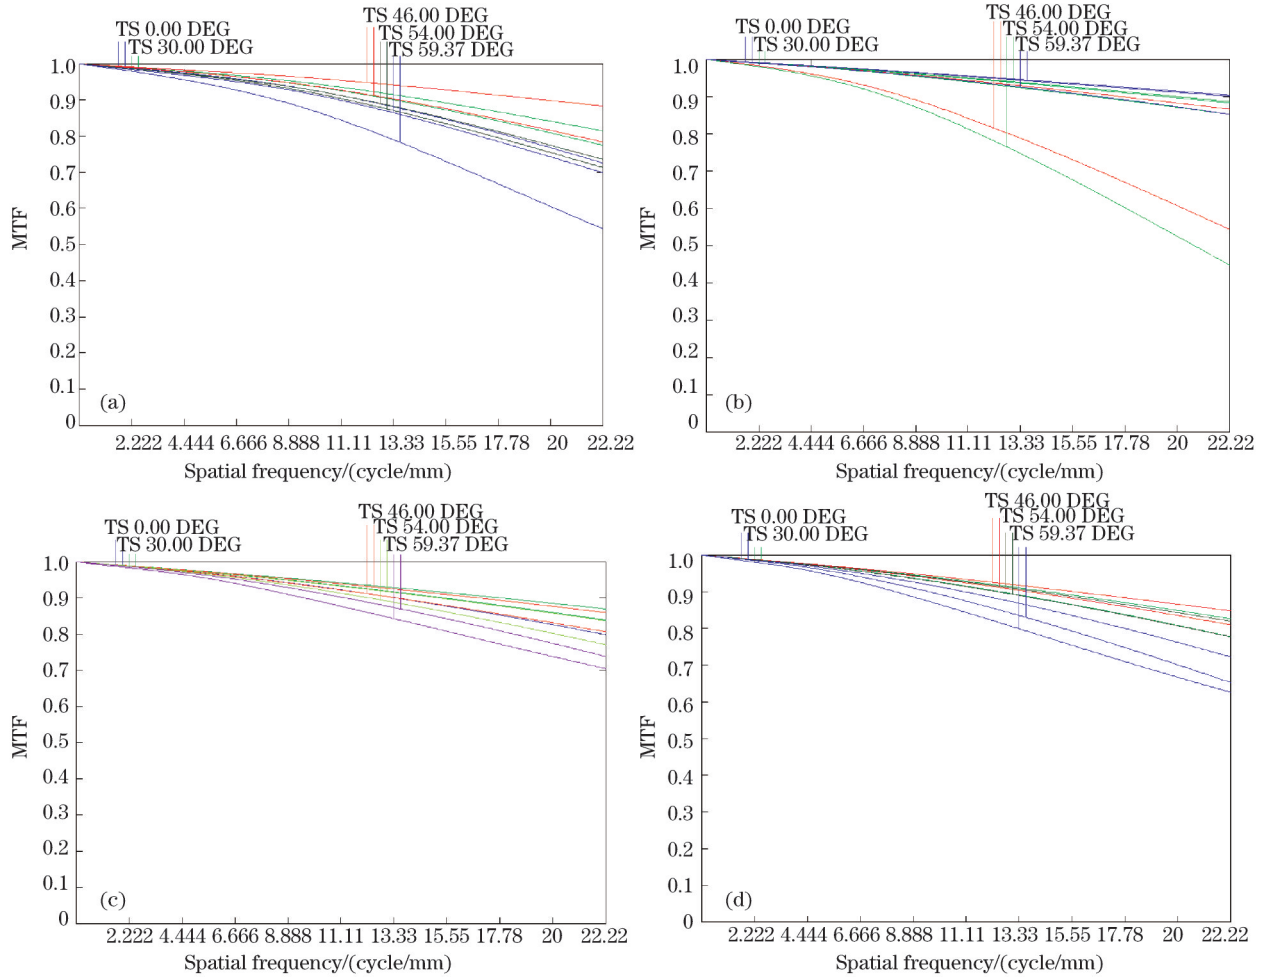 TS 46.00 DEG
TS 0.00 DEG
TS 54.00 DEG
TS 30.00 DEG
TS 59.37 DEG
1.0
0.9
0.8
0.7
0.6
0.5
0.4
0.3
0.2
0.1
0
MTF
(a)
2.222 4.444 6.666 8.888 11.11 13.33 15.55 17.78 20 22.22
Spatial frequency/(cycle/mm)
TS 46.00 DEG
TS 0.00 DEG
TS 54.00 DEG
TS 30.00 DEG
TS 59.37 DEG
1.0
0.9
0.8
0.7
0.6
0.5
0.4
0.3
0.2
0.1
0
MTF
(b)
2.222 4.444 6.666 8.888 11.11 13.33 15.55 17.78 20 22.22
Spatial frequency/(cycle/mm)
TS 46.00 DEG
TS 0.00 DEG
TS 54.00 DEG
TS 30.00 DEG
TS 59.37 DEG
1.0
0.9
0.8
0.7
0.6
0.5
0.4
0.3
0.2
0.1
0
MTF
(c)
2.222 4.444 6.666 8.888 11.11 13.33 15.55 17.78 20 22.22
Spatial frequency/(cycle/mm)
TS 46.00 DEG
TS 0.00 DEG
TS 54.00 DEG
TS 30.00 DEG
TS 59.37 DEG
1.0
0.9
0.8
0.7
0.6
0.5
0.4
0.3
0.2
0.1
0
MTF
(d)
2.222 4.444 6.666 8.888 11.11 13.33 15.55 17.78 20 22.22
Spatial frequency/(cycle/mm)